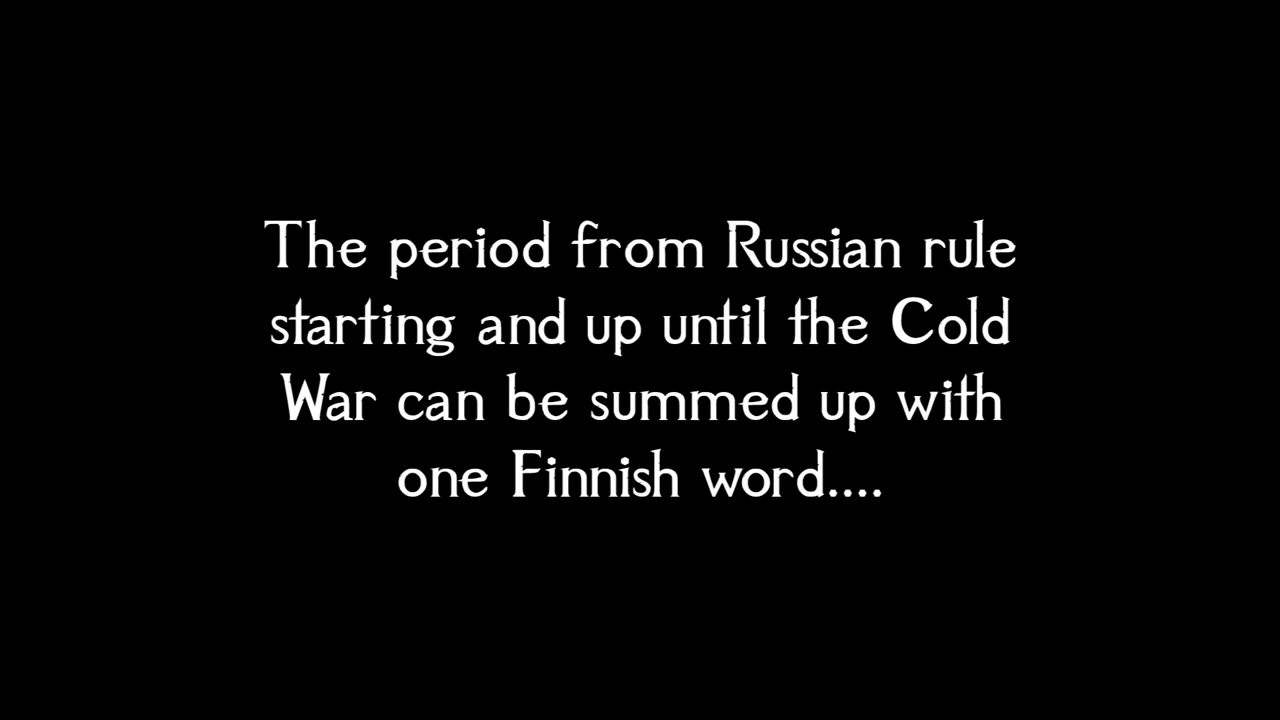 The period from Russian rule
starting and up until the Cold
War can be summed up with
one Finnish word....